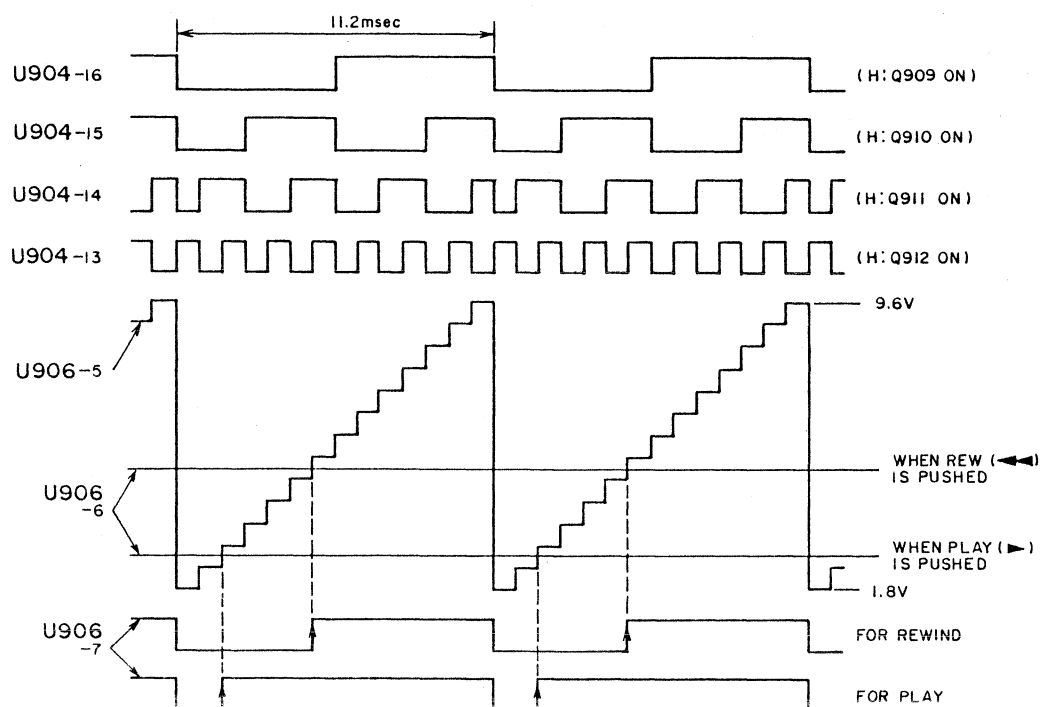 11.2msec
U904-16
(H:Q909 ON)
U904-15
(H:Q910 ON)
U904-14
(H:Q911 ON)
U904-13
(H:Q912 ON)
9.6V
U906-5
WHEN REW (◀◀)
IS PUSHED
U906
-6
WHEN PLAY (►)
IS PUSHED
1.8V
U906
-7
FOR REWIND
FOR PLAY